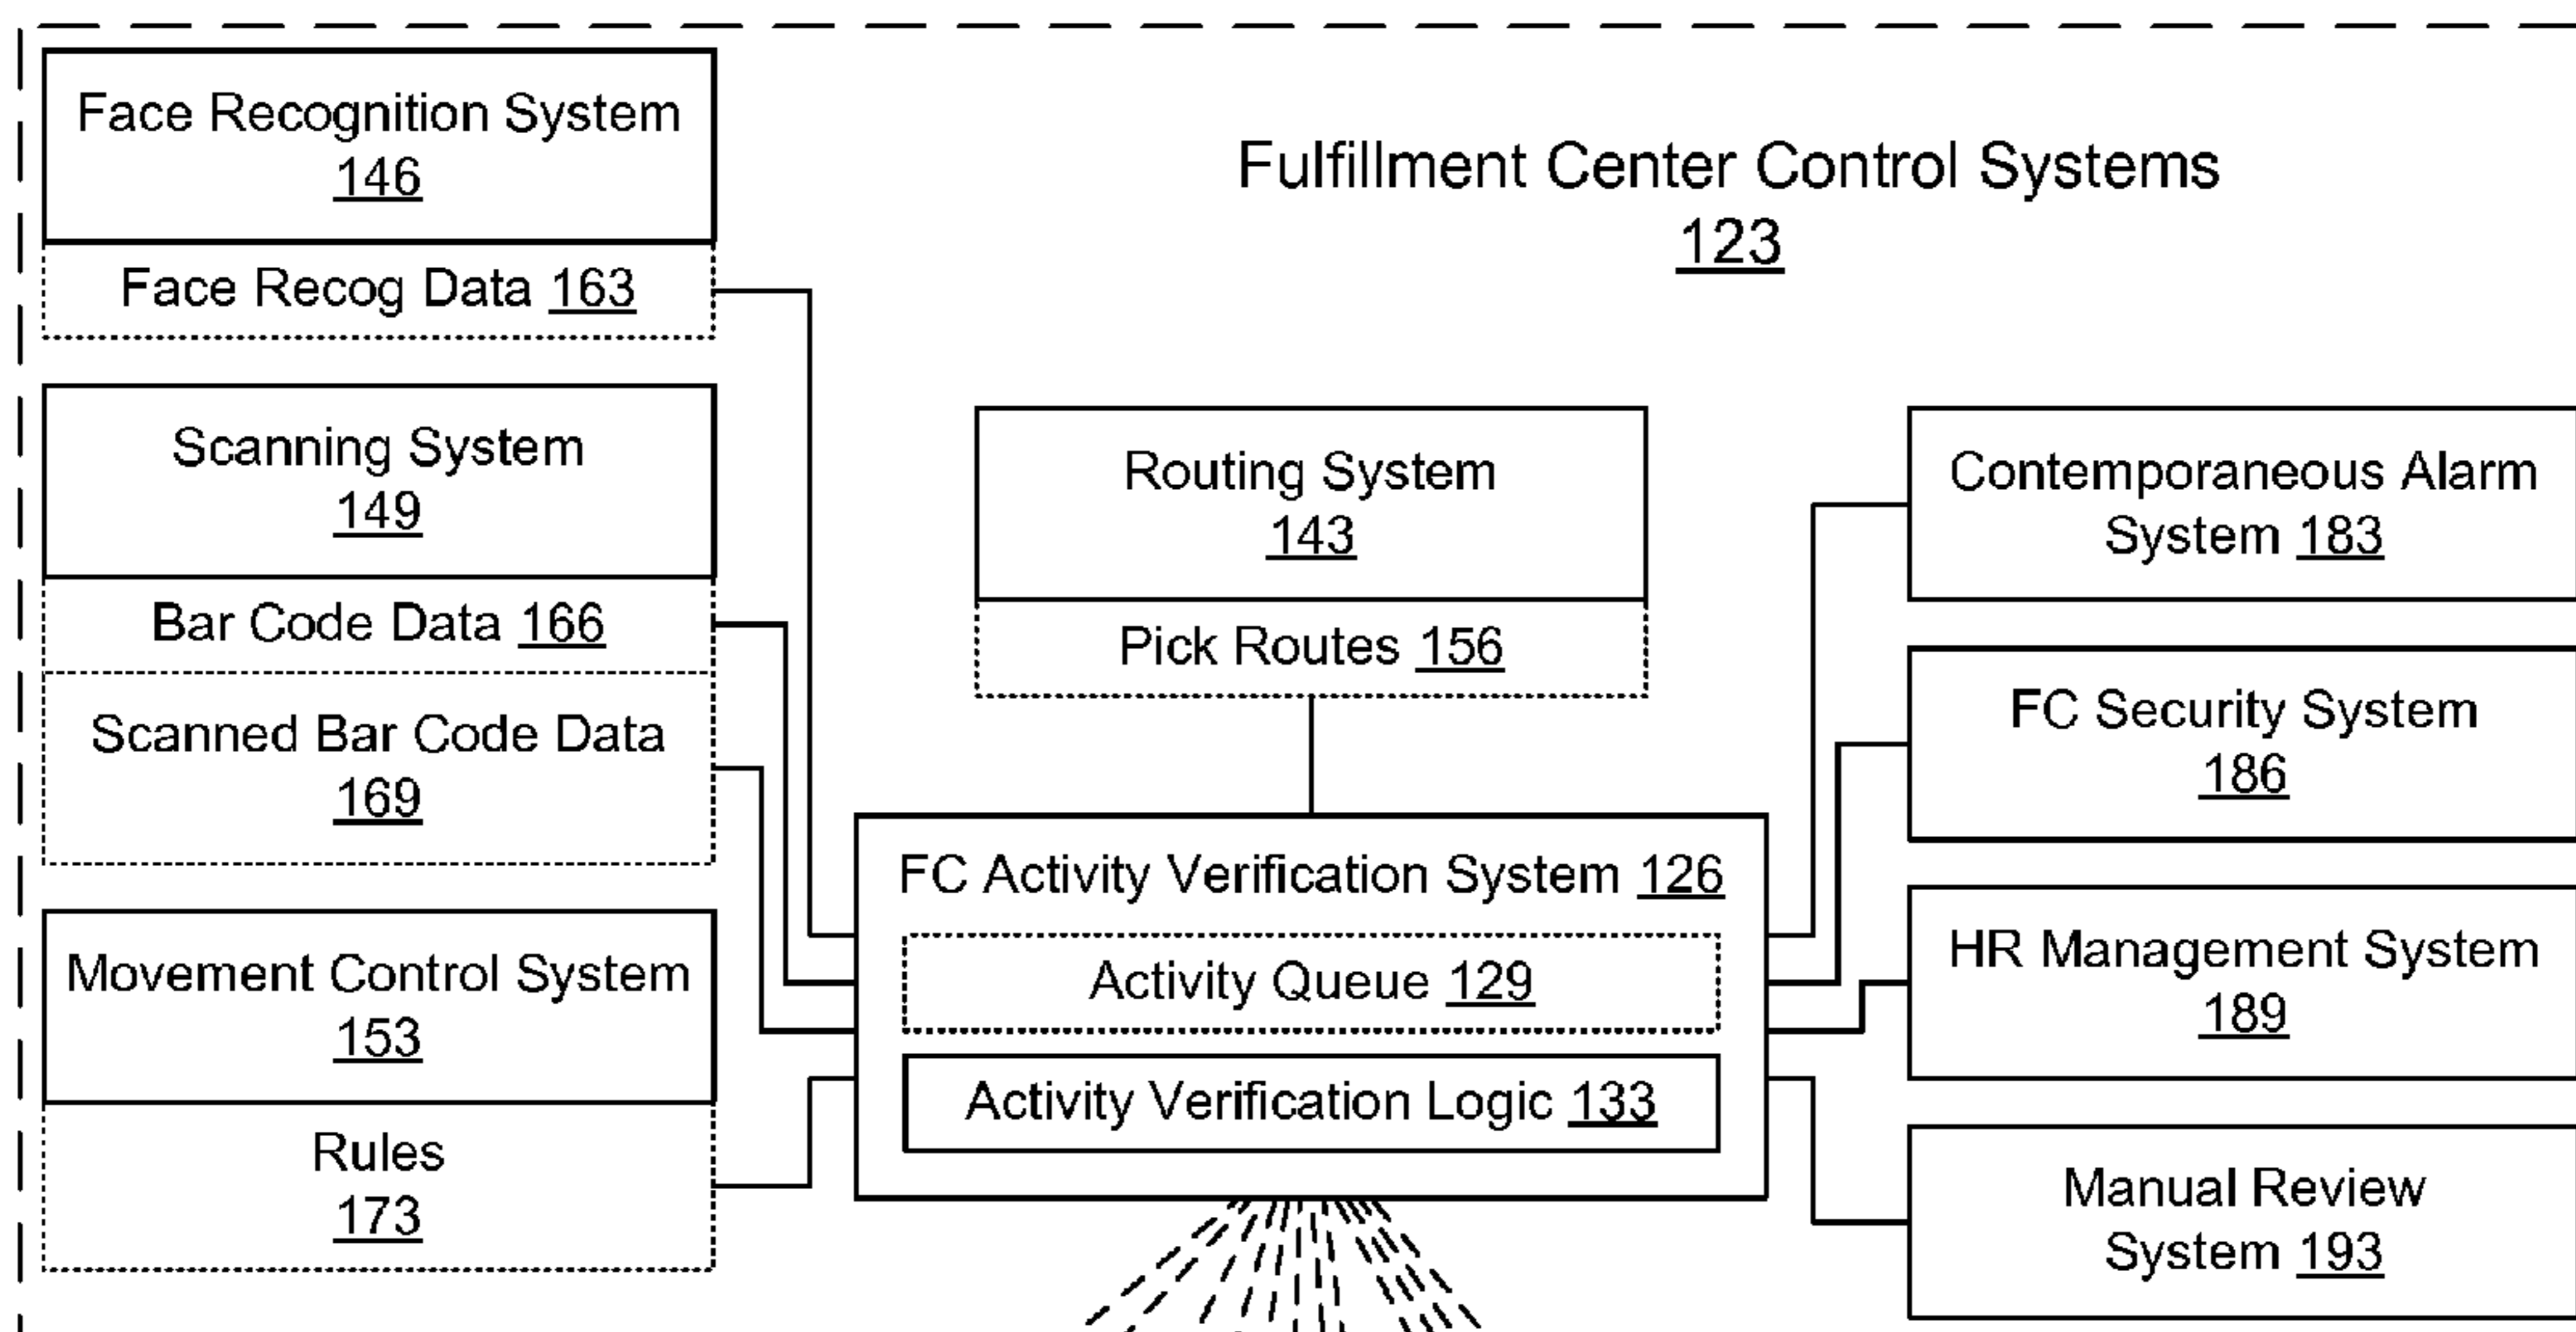 Face Recognition System
146
Face Recog Data 163
Fulfillment Center Control Systems
123
Scanning System
149
Bar Code Data 166
Scanned Bar Code Data
169
Movement Control System
153
Rules
173
Routing System
143
Pick Routes 156
FC Activity Verification System 126
Activity Queue 129
Activity Verification Logic 133
Contemporaneous Alarm
System 183
FC Security System
186
HR Management System
189
Manual Review
System 193